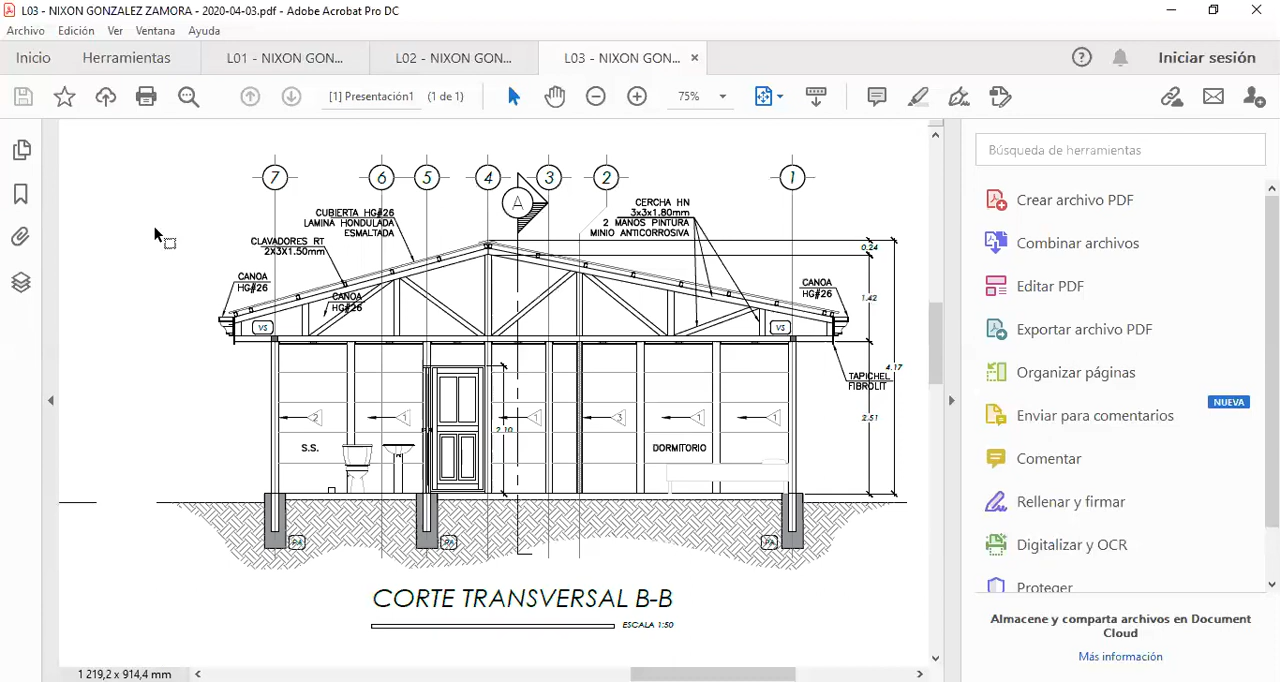 L03 - NIXON GONZALEZ ZAMORA - 2020-04-03.pdf - Adobe Acrobat Pro DC
Archivo Edición Ver Ventana Ayuda
Inicio Herramientas L01 - NIXON GON... L02 - NIXON GON... L03 - NIXON GON... × ? Iniciar sesión
[1] Presentación1 (1 de 1) 75%
Búsqueda de herramientas
Crear archivo PDF
Combinar archivos
Editar PDF
Exportar archivo PDF
Organizar páginas
NUEVA
Enviar para comentarios
Comentar
Rellenar y firmar
Digitalizar y OCR
Proteger
Almacene y comparta archivos en Document
Cloud
Más información
7 6 5 4 3 2 1
A
CUBIERTA HG#26
LAMINA HONDULADA
ESMALTADA
CERCHA HN
3x3x1.80mm
2 MANOS PINTURA
MINIO ANTICORROSIVA
CLAVADORES RT
2X3X1.50mm
CANOA
HG#26
CANOA
HG#26
CANOA
HG#26
0,24
1.42
VS VS
4.17
TAPICHEL
FIBROLIT
2 1 1 3 1 1
2.51
2.10
S.S. DORMITORIO
PA PA PA
CORTE TRANSVERSAL B-B
ESCALA 1:50
1 219,2 x 914,4 mm